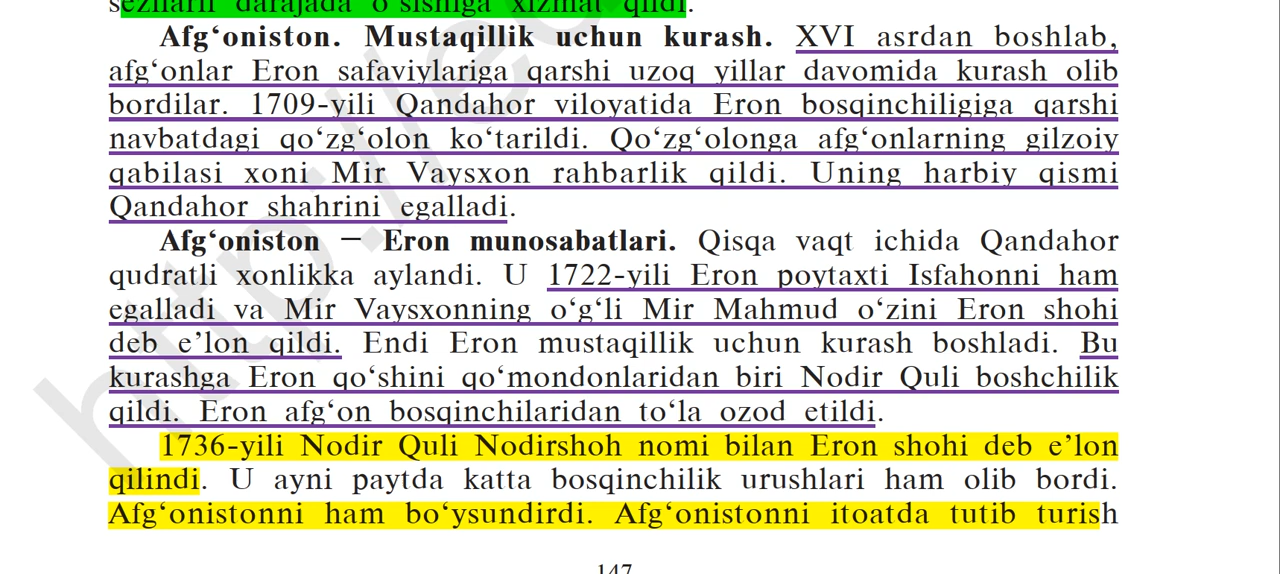 sezilarli darajada o‘sishiga xizmat qildi.
Afg‘oniston. Mustaqillik uchun kurash. XVI asrdan boshlab,
afg‘onlar Eron safaviylariga qarshi uzoq yillar davomida kurash olib
bordilar. 1709-yili Qandahor viloyatida Eron bosqinchiligiga qarshi
navbatdagi qo‘zg‘olon ko‘tarildi. Qo‘zg‘olonga afg‘onlarning gilzoiy
qabilasi xoni Mir Vaysxon rahbarlik qildi. Uning harbiy qismi
Qandahor shahrini egalladi.
Afg‘oniston — Eron munosabatlari. Qisqa vaqt ichida Qandahor
qudratli xonlikka aylandi. U 1722-yili Eron poytaxti Isfahonni ham
egalladi va Mir Vaysxonning o‘g‘li Mir Mahmud o‘zini Eron shohi
deb e’lon qildi. Endi Eron mustaqillik uchun kurash boshladi. Bu
kurashga Eron qo‘shini qo‘mondonlaridan biri Nodir Quli boshchilik
qildi. Eron afg‘on bosqinchilaridan to‘la ozod etildi.
1736-yili Nodir Quli Nodirshoh nomi bilan Eron shohi deb e’lon
qilindi. U ayni paytda katta bosqinchilik urushlari ham olib bordi.
Afg‘onistonni ham bo‘ysundirdi. Afg‘onistonni itoatda tutib turish
147